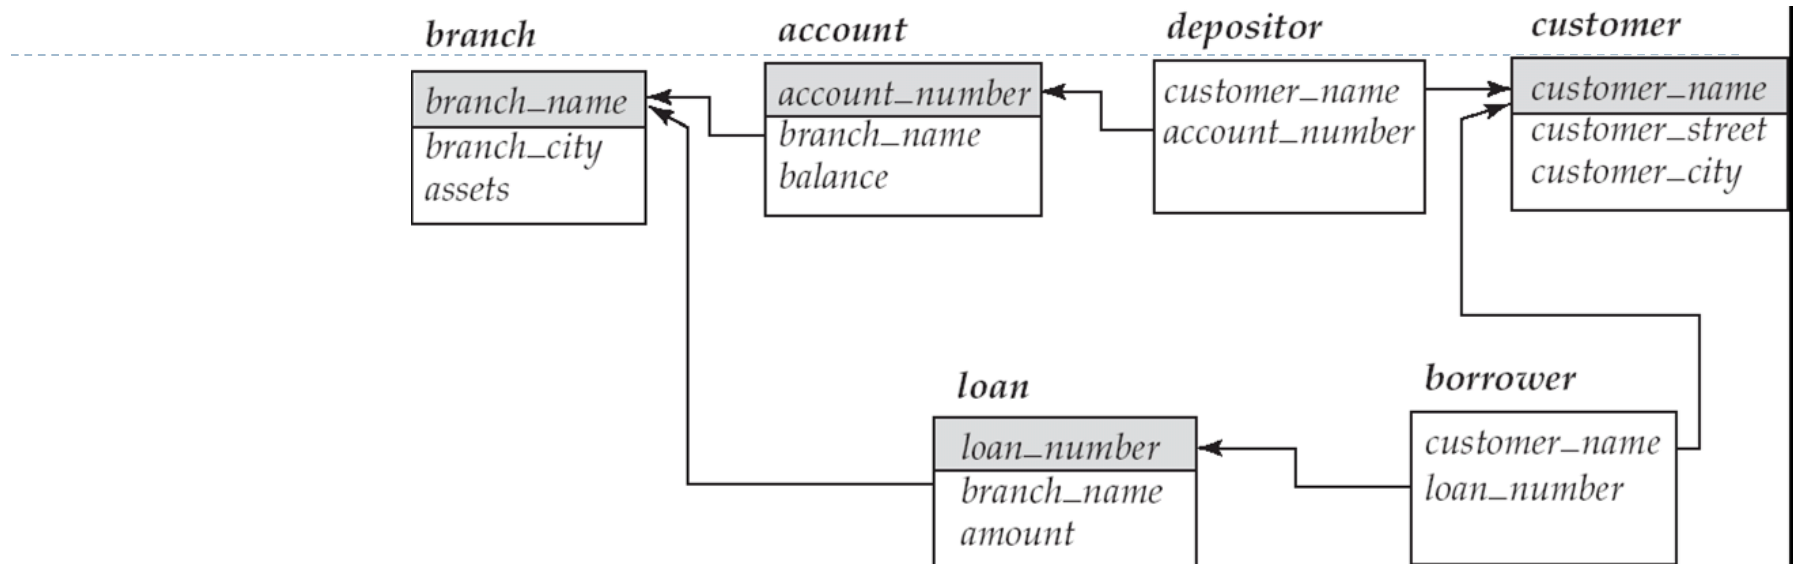 branch
branch_name
branch_city
assets
account
account_number
branch_name
balance
depositor
customer_name
account_number
customer
customer_name
customer_street
customer_city
loan
loan_number
branch_name
amount
borrower
customer_name
loan_number